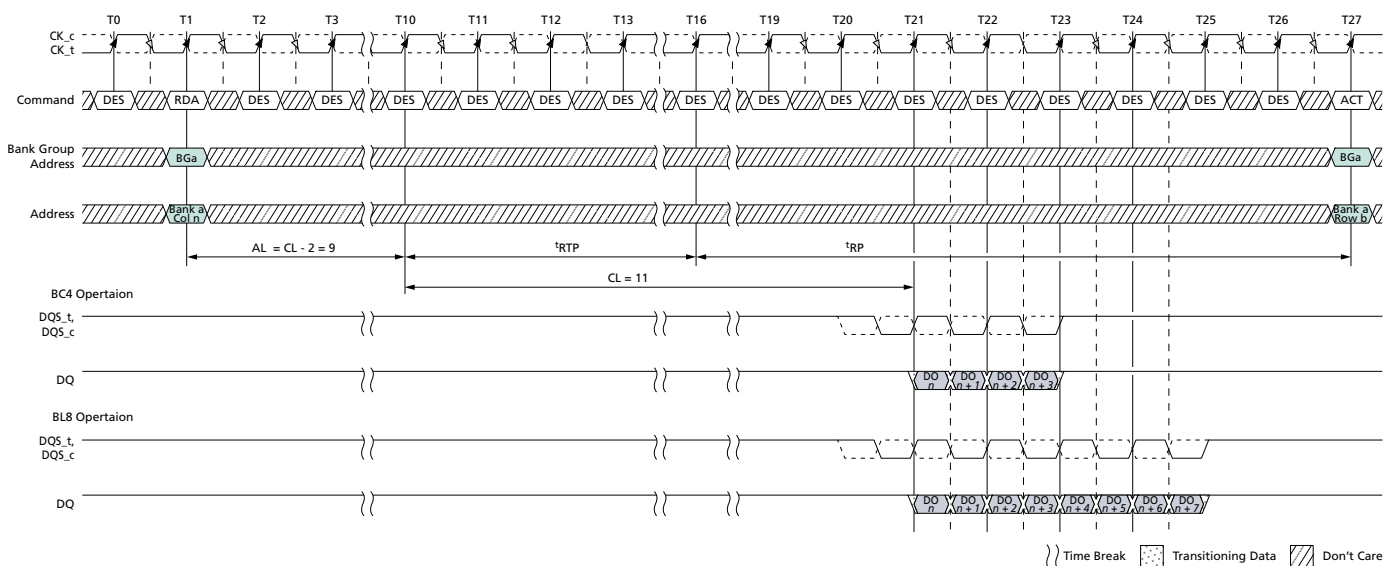 T0 T1 T2 T3 T10 T11 T12 T13 T16 T19 T20 T21 T22 T23 T24 T25 T26 T27
CK_c
CK_t
Command DES RDA DES DES DES DES DES DES DES DES DES DES DES DES DES DES DES ACT
Bank Group
Address BGa BGa
Address Bank a
Col n Bank a
Row b
AL = CL - 2 = 9 tRTP tRP
CL = 11
BC4 Opertaion
DQS_t,
DQS_c
DQ DO
n DO
n + 1 DO
n + 2 DO
n + 3
BL8 Opertaion
DQS_t,
DQS_c
DQ DO
n DO
n + 1 DO
n + 2 DO
n + 3 DO
n + 4 DO
n + 5 DO
n + 6 DO
n + 7
Time Break Transitioning Data Don't Care